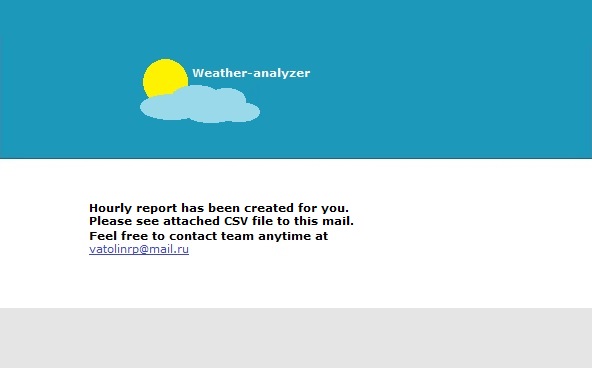 Weather-analyzer
Hourly report has been created for you.
Please see attached CSV file to this mail.
Feel free to contact team anytime at
vatolinrp@mail.ru